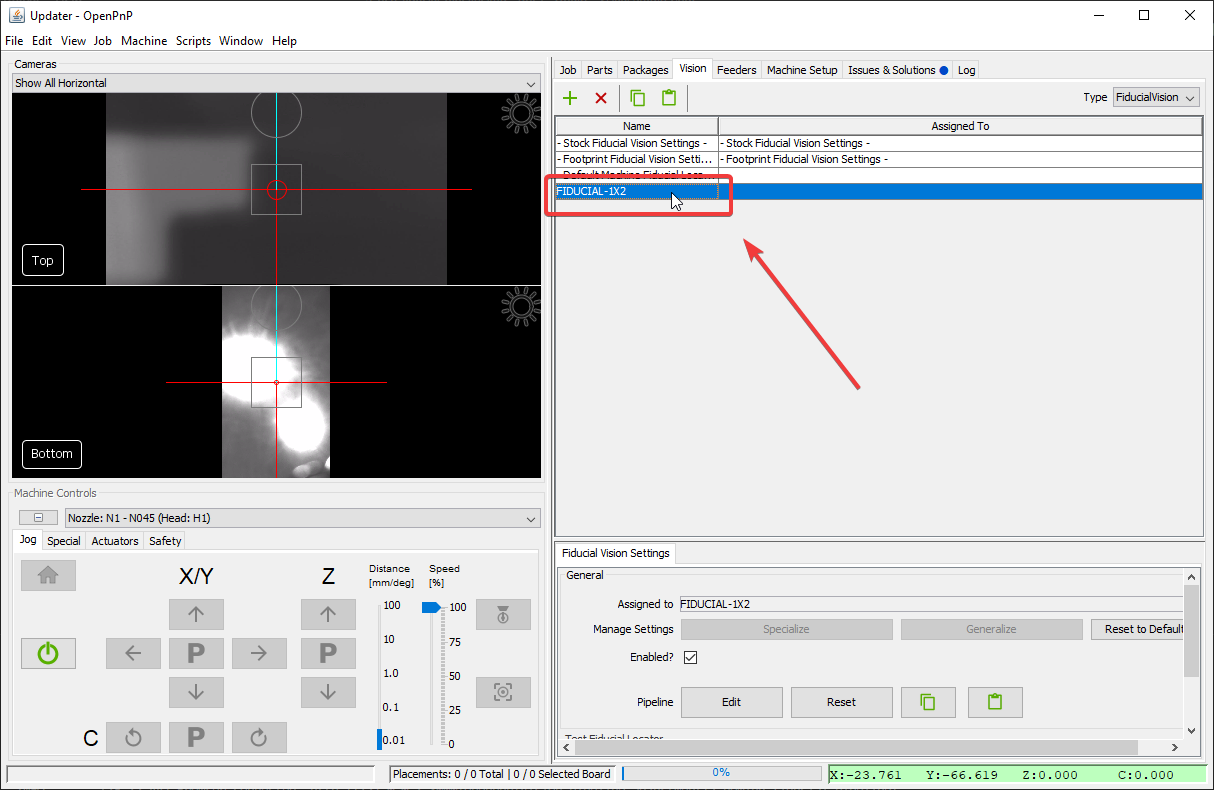 Updater - OpenPnP
File Edit View Job Machine Scripts Window Help
Cameras
Show All Horizontal
Top
Bottom
Machine Controls
Nozzle: N1 - N045 (Head: H1)
Jog Special Actuators Safety
X/Y Z
Distance [mm/deg]
Speed [%]
100
10
1.0
0.1
0.01
100
75
50
25
0
P P
C P
Job Parts Packages Vision Feeders Machine Setup Issues & Solutions Log
Type FiducialVision
Name Assigned To
- Stock Fiducial Vision Settings - - Stock Fiducial Vision Settings -
- Footprint Fiducial Vision Setti... - Footprint Fiducial Vision Settings -
- Default Machine Fiducial Loca...
FIDUCIAL-1X2
Fiducial Vision Settings
General
Assigned to FIDUCIAL-1X2
Manage Settings Specialize Generalize Reset to Default
Enabled?
Pipeline Edit Reset
Test Fiducial Locator
Placements: 0 / 0 Total | 0 / 0 Selected Board
0%
X:-23.761 Y:-66.619 Z:0.000 C:0.000